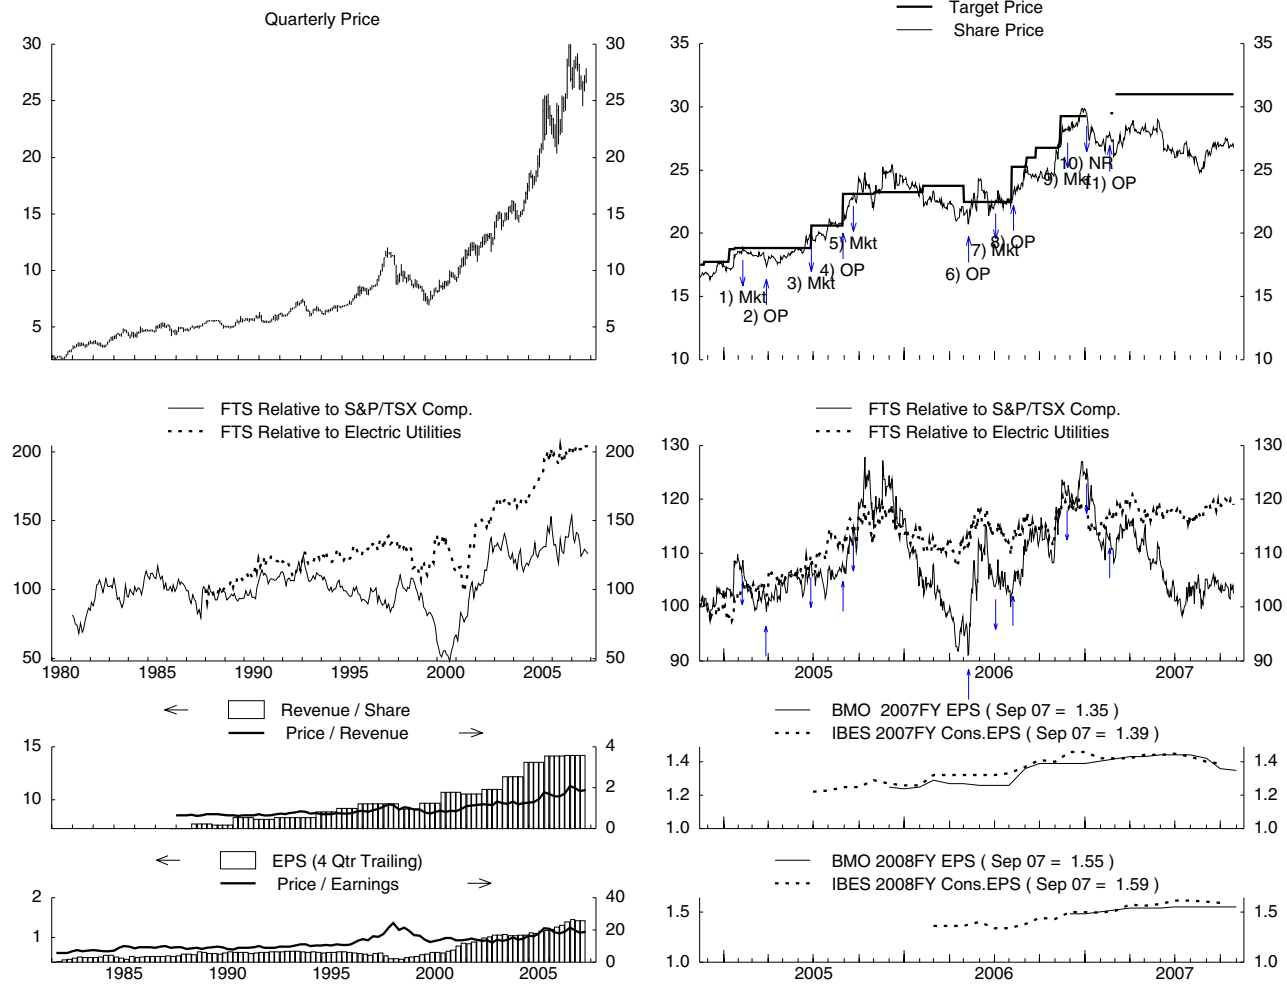 Quarterly Price
30 30
25 25
20 20
15 15
10 10
5 5
Target Price
Share Price
35 35
30 30
25 25
20 20
15 15
10 10
10) NR
9) Mkt
11) OP
5) Mkt
8) OP
7) Mkt
4) OP
6) OP
3) Mkt
1) Mkt
2) OP
FTS Relative to S&P/TSX Comp.
FTS Relative to Electric Utilities
200 200
150 150
100 100
50 50
1980 1985 1990 1995 2000 2005
FTS Relative to S&P/TSX Comp.
FTS Relative to Electric Utilities
130 130
120 120
110 110
100 100
90 90
2005 2006 2007
Revenue / Share
Price / Revenue
15 4
10 2
0
BMO 2007FY EPS ( Sep 07 = 1.35 )
IBES 2007FY Cons.EPS ( Sep 07 = 1.39 )
1.4 1.4
1.2 1.2
1.0 1.0
EPS (4 Qtr Trailing)
Price / Earnings
2 40
1 20
0
1985 1990 1995 2000 2005
BMO 2008FY EPS ( Sep 07 = 1.55 )
IBES 2008FY Cons.EPS ( Sep 07 = 1.59 )
1.5 1.5
1.0 1.0
2005 2006 2007